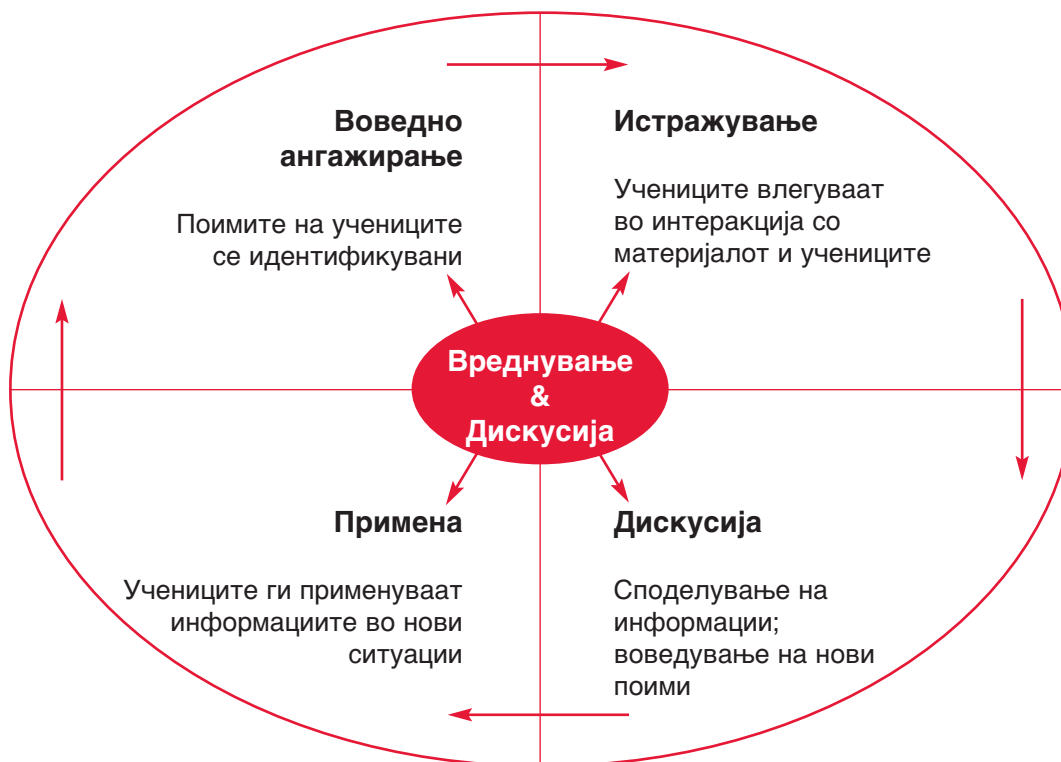 Воведно
ангажирање
Поимите на учениците
се идентификувани
Истражување
Учениците влегуваат
во интеракција со
материјалот и учениците
Вреднување
&
Дискусија
Примена
Учениците ги применуваат
информациите во нови
ситуации
Дискусија
Споделување на
информации;
воведување на нови
поими